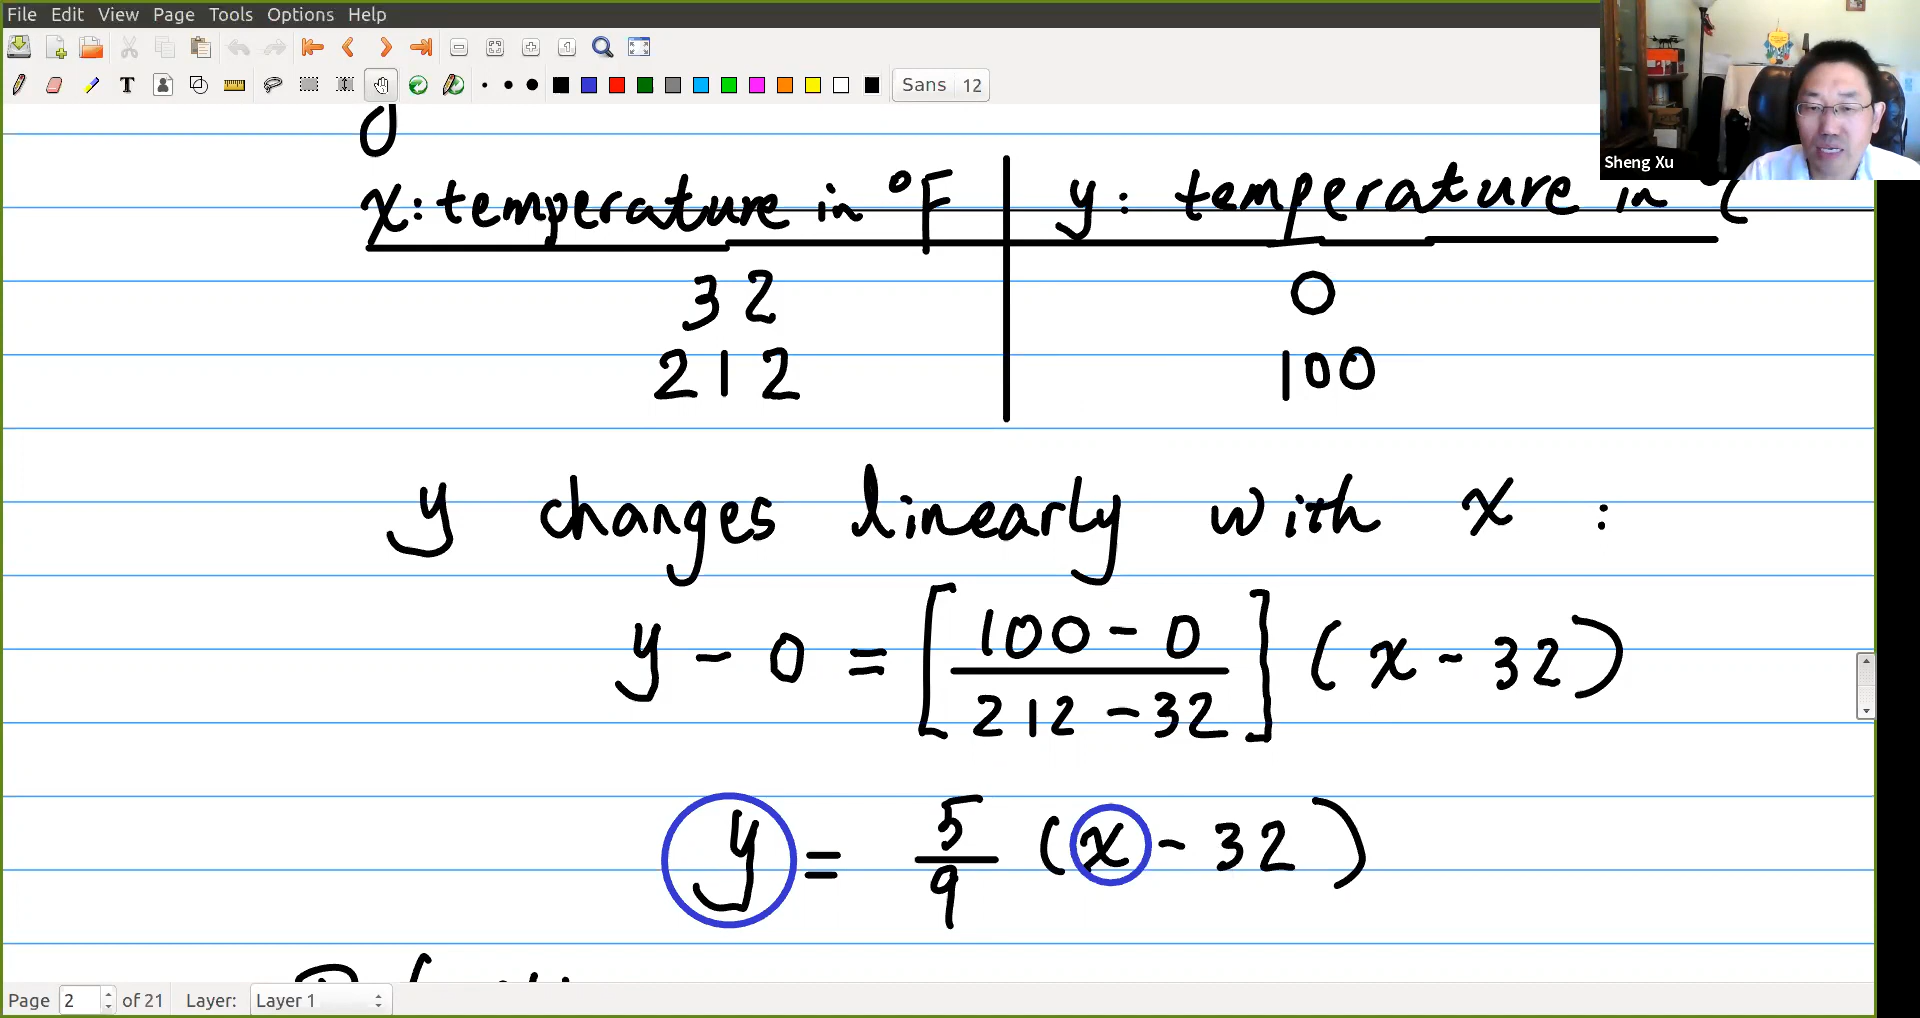 File Edit View Page Tools Options Help
Sans 12
Sheng Xu
x: temperature in °F y: temperature in °C
32 0
212 100
y changes linearly with x :
y - 0 = [ 100 - 0 / 212 - 32 ] ( x - 32 )
y = 5/9 ( x - 32 )
Page 2 of 21 Layer: Layer 1